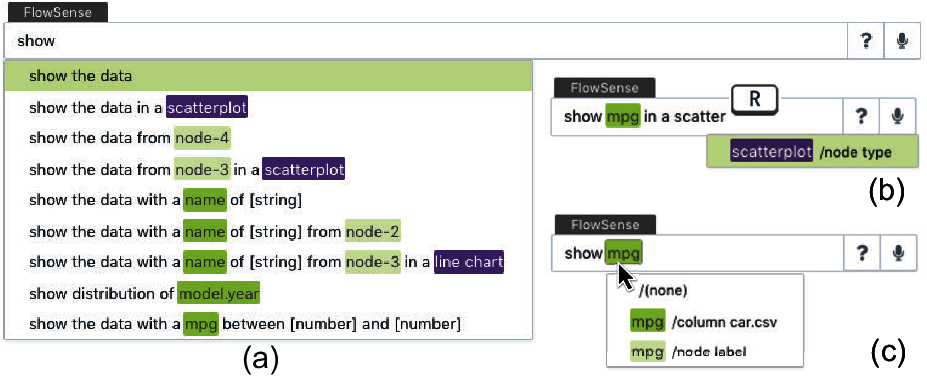 FlowSense
show
?
show the data
show the data in a scatterplot
show the data from node-4
show the data from node-3 in a scatterplot
show the data with a name of [string]
show the data with a name of [string] from node-2
show the data with a name of [string] from node-3 in a line chart
show distribution of model.year
show the data with a mpg between [number] and [number]
(a)
FlowSense
R
show mpg in a scatter
?
scatterplot /node type
(b)
FlowSense
show mpg
?
/(none)
mpg /column car.csv
mpg /node label
(c)